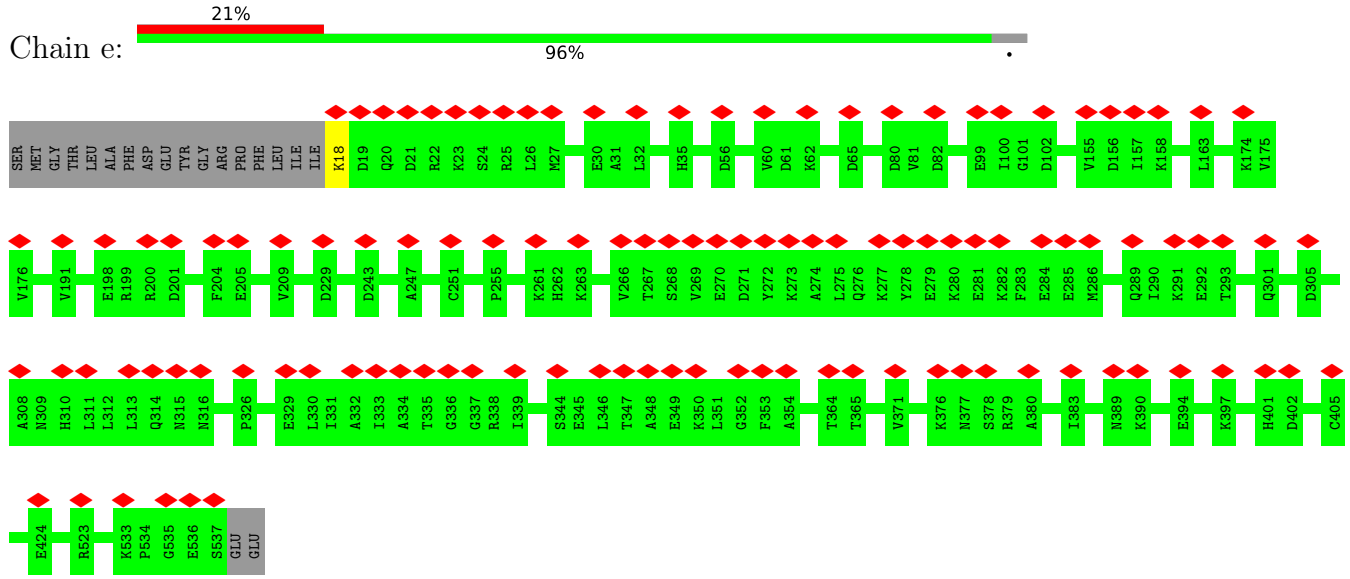 21%
Chain e:
96% •
SER MET GLY THR LEU ALA PHE ASP GLU TYR GLY ARG PRO PHE LEU ILE ILE K18 D19 Q20 D21 R22 K23 S24 R25 L26 M27 E30 A31 L32 H35 D56 V60 D61 K62 D65 D80 V81 D82 E99 I100 G101 D102 V155 D156 I157 K158 L163 K174 V175
V176 V191 E198 R199 R200 D201 F204 E205 V209 D229 D243 A247 C251 P255 K261 H262 K263 V266 T267 S268 V269 E270 D271 Y272 K273 A274 L275 Q276 K277 Y278 E279 K280 E281 K282 F283 E284 E285 M286 Q289 I290 K291 E292 T293 Q301 D305
A308 N309 H310 L311 L312 L313 Q314 N315 N316 P326 E329 L330 I331 A332 I333 A334 T335 G336 G337 R338 I339 S344 E345 L346 T347 A348 E349 K350 L351 G352 F353 A354 T364 T365 V371 K376 N377 S378 R379 A380 I383 N389 K390 E394 K397 H401 D402 C405
E424 R523 K533 P534 G535 E536 S537 GLU GLU